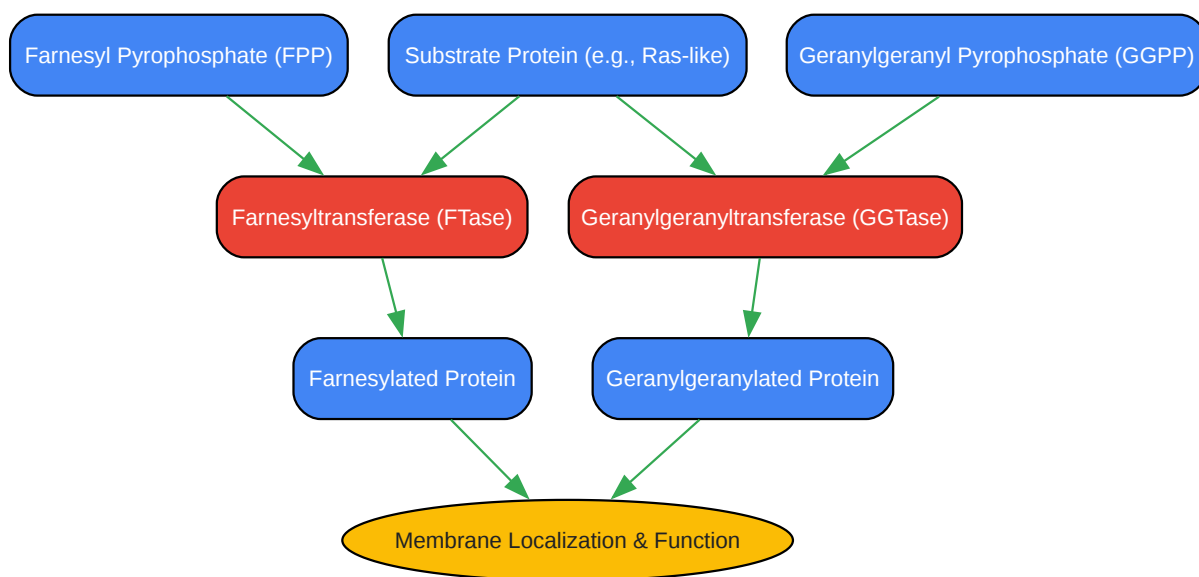 Farnesyl Pyrophosphate (FPP)
Substrate Protein (e.g., Ras-like)
Geranylgeranyl Pyrophosphate (GGPP)
Farnesyltransferase (FTase)
Geranylgeranyltransferase (GGTase)
Farnesylated Protein
Geranylgeranylated Protein
Membrane Localization & Function